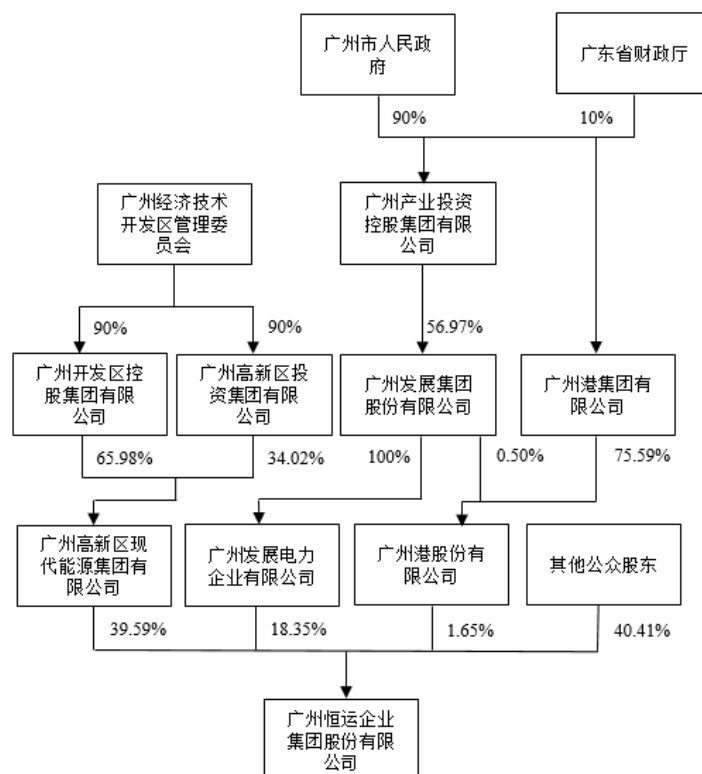 广州市人民政
府
广东省财政厅
90%
10%
广州经济技术
开发区管理委
员会
广州产业投资
控股集团有限
公司
90%
90%
56.97%
广州开发区控
股集团有限
公司
广州高新区投
资集团有限
公司
广州发展集团
股份有限公司
广州港集团有
限公司
65.98%
34.02%
100%
0.50%
75.59%
广州高新区现
代能源集团有
限公司
广州发展电力
企业有限公司
广州港股份有
限公司
其他公众股东
39.59%
18.35%
1.65%
40.41%
广州恒运企业
集团股份有限
公司